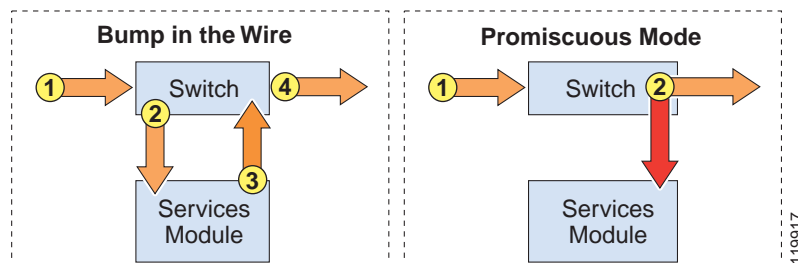 Bump in the Wire
1
Switch
4
2
3
Services
Module
Promiscuous Mode
1
Switch
2
Services
Module
119917